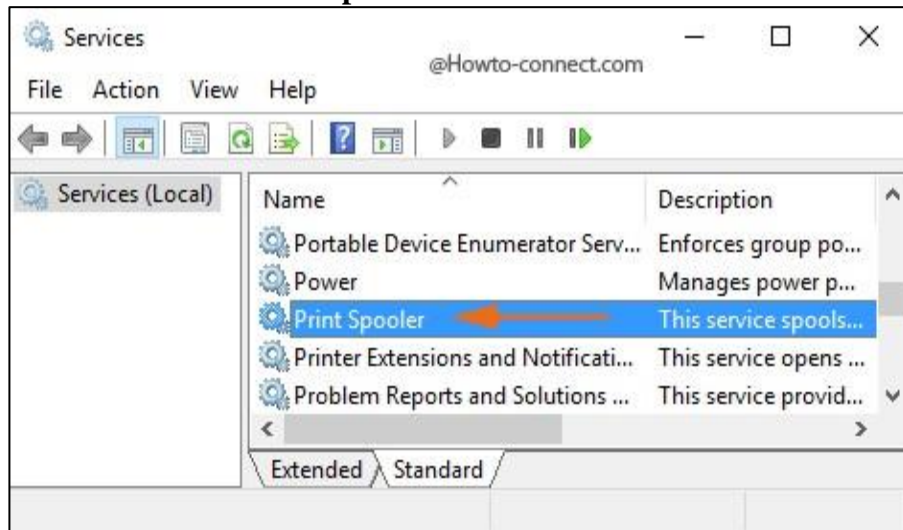 Services
@Howto-connect.com
File Action View Help
Services (Local)
Name Description
Portable Device Enumerator Serv... Enforces group po...
Power Manages power p...
Print Spooler This service spools...
Printer Extensions and Notificati... This service opens ...
Problem Reports and Solutions ... This service provid...
Extended Standard